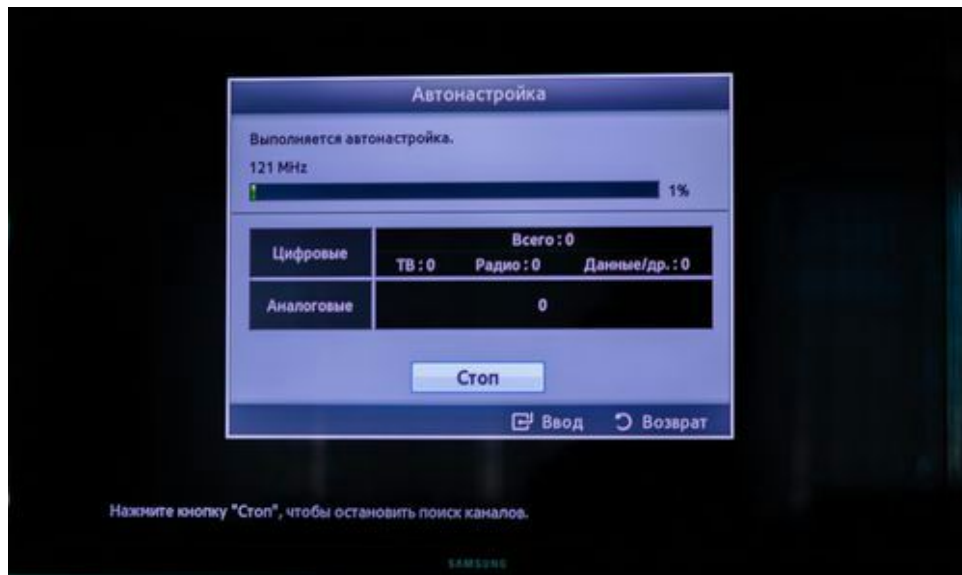 Автонастройка
Выполняется автонастройка.
121 MHz
1%
Цифровые
Всего : 0
ТВ : 0 Радио : 0 Данные/др. : 0
Аналоговые
0
Стоп
Ввод Возврат
Нажмите кнопку "Стоп", чтобы остановить поиск каналов.
SAMSUNG